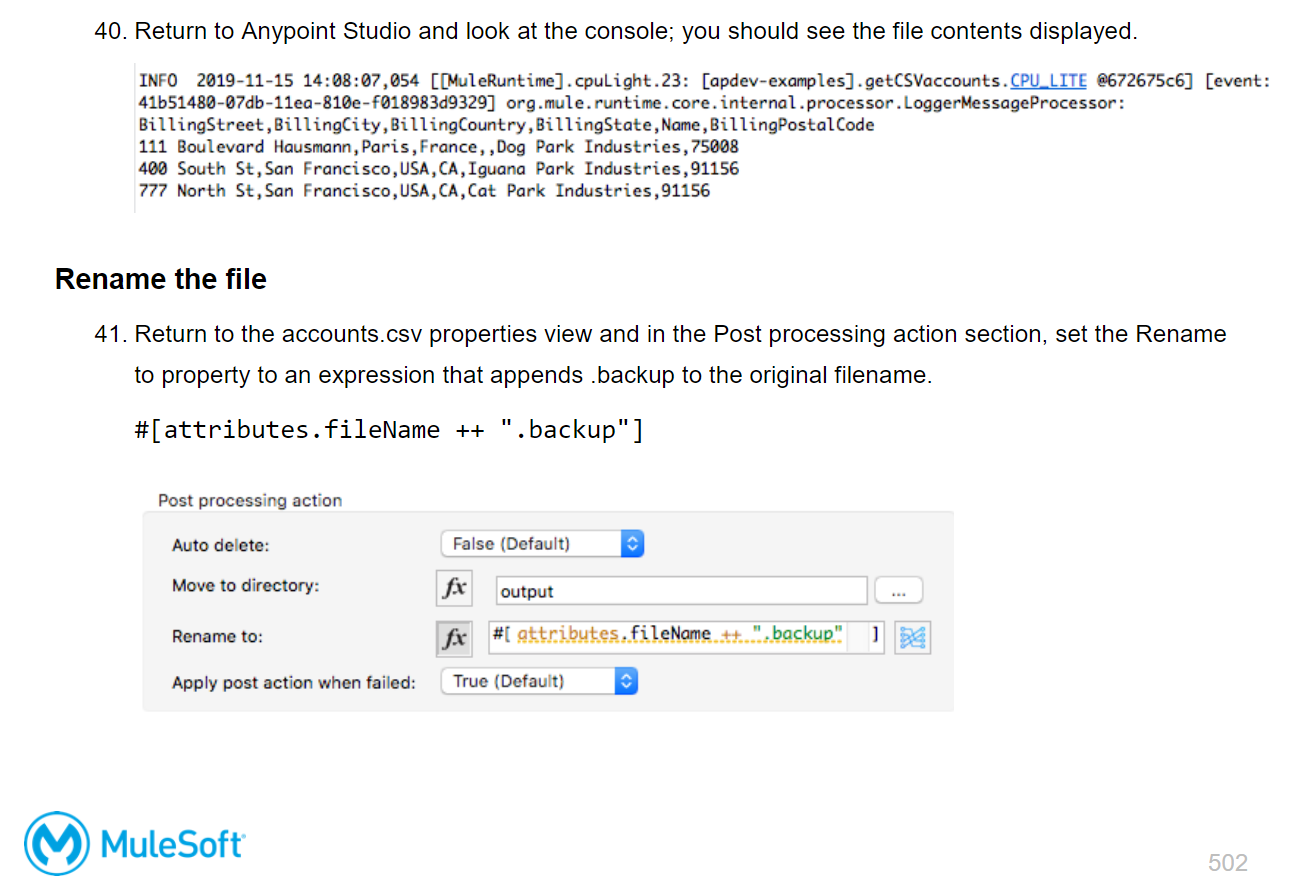 40. Return to Anypoint Studio and look at the console; you should see the file contents displayed.
INFO  2019-11-15 14:08:07,054 [[MuleRuntime].cpuLight.23: [apdev-examples].getCSVaccounts.CPU_LITE @672675c6] [event:
41b51480-07db-11ea-810e-f018983d9329] org.mule.runtime.core.internal.processor.LoggerMessageProcessor:
BillingStreet,BillingCity,BillingCountry,BillingState,Name,BillingPostalCode
111 Boulevard Hausmann,Paris,France,,Dog Park Industries,75008
400 South St,San Francisco,USA,CA,Iguana Park Industries,91156
777 North St,San Francisco,USA,CA,Cat Park Industries,91156
Rename the file
41. Return to the accounts.csv properties view and in the Post processing action section, set the Rename
to property to an expression that appends .backup to the original filename.
#[attributes.fileName ++ ".backup"]
Post processing action
Auto delete: False (Default)
Move to directory: fx output ...
Rename to: fx #[ attributes.fileName ++ ".backup" ]
Apply post action when failed: True (Default)
MuleSoft
502